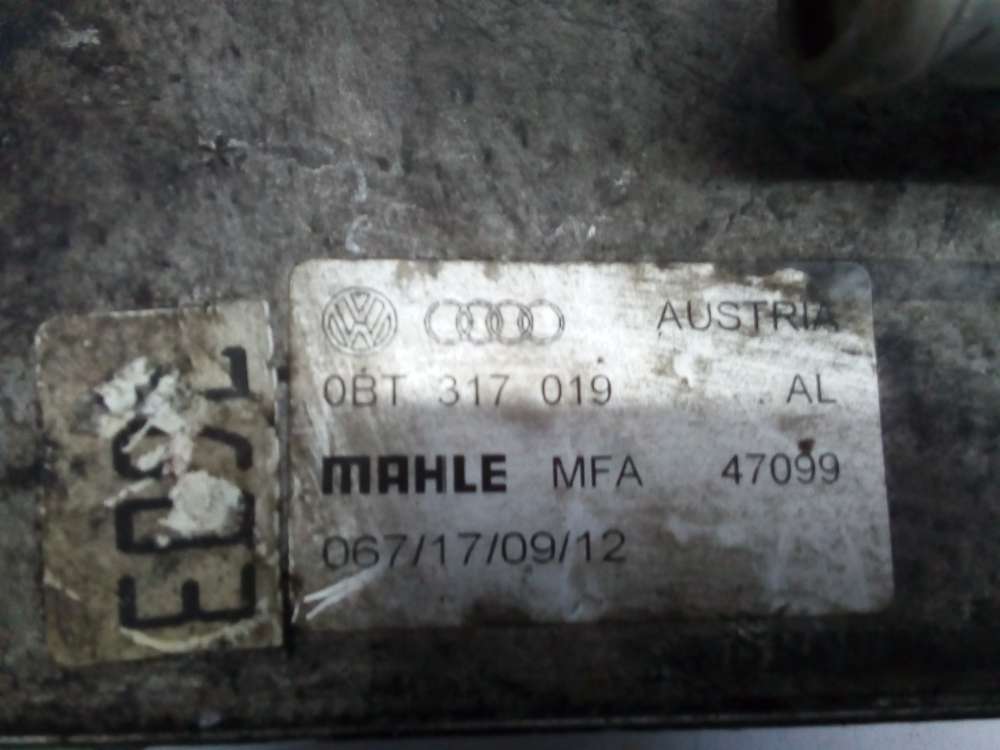 AUSTRIA
0BT 317 019 AL
MAHLE MFA 47099
067/17/09/12